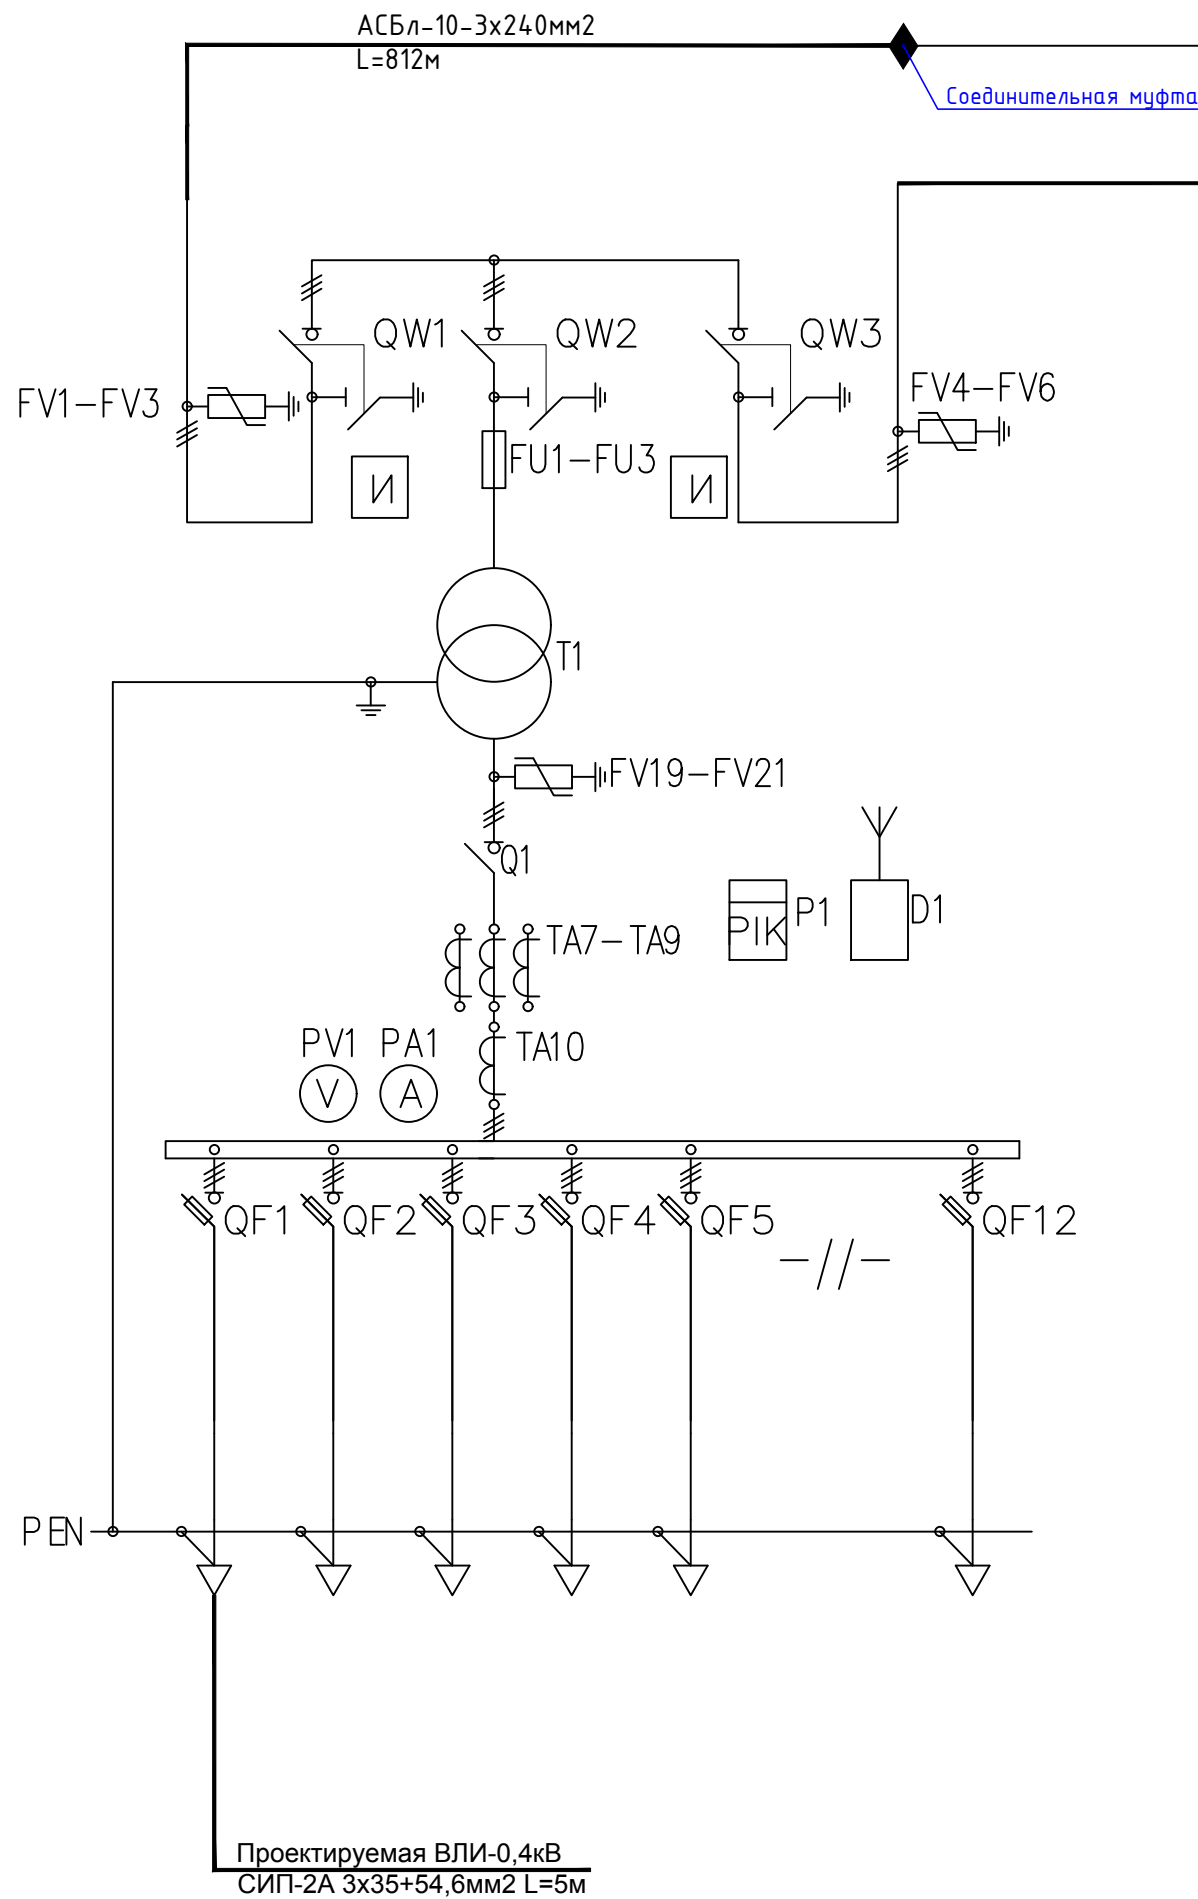 АСБл-10-3х240мм2
L=812м
Соединительная муфта
QW1
QW2
QW3
FV1-FV3
FV4-FV6
FU1-FU3
И
И
T1
FV19-FV21
Q1
PIK
P1
D1
TA7-TA9
PV1
PA1
TA10
V
A
QF1
QF2
QF3
QF4
QF5
QF12
-//-
PEN
Проектируемая ВЛИ-0,4кВ
СИП-2А 3х35+54,6мм2 L=5м